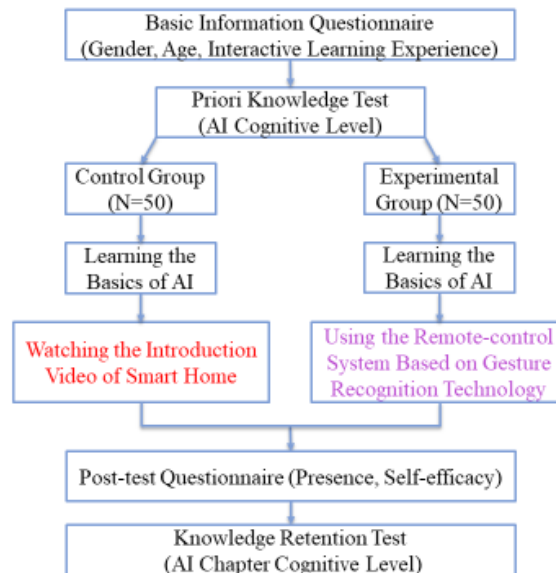 Basic Information Questionnaire
(Gender, Age, Interactive Learning Experience)
Priori Knowledge Test
(AI Cognitive Level)
Control Group
(N=50)
Experimental
Group (N=50)
Learning the
Basics of AI
Learning the
Basics of AI
Watching the Introduction
Video of Smart Home
Using the Remote-control
System Based on Gesture
Recognition Technology
Post-test Questionnaire (Presence, Self-efficacy)
Knowledge Retention Test
(AI Chapter Cognitive Level)